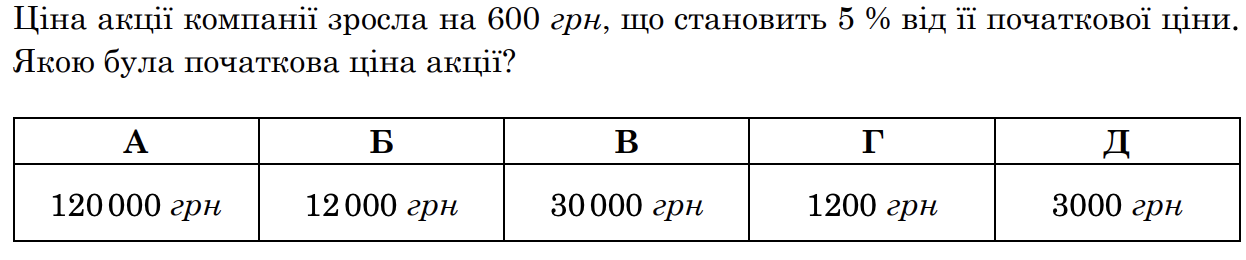 Ціна акції компанії зросла на 600 грн, що становить 5 % від її початкової ціни.
Якою була початкова ціна акції?
А Б В Г Д
120 000 грн 12 000 грн 30 000 грн 1200 грн 3000 грн